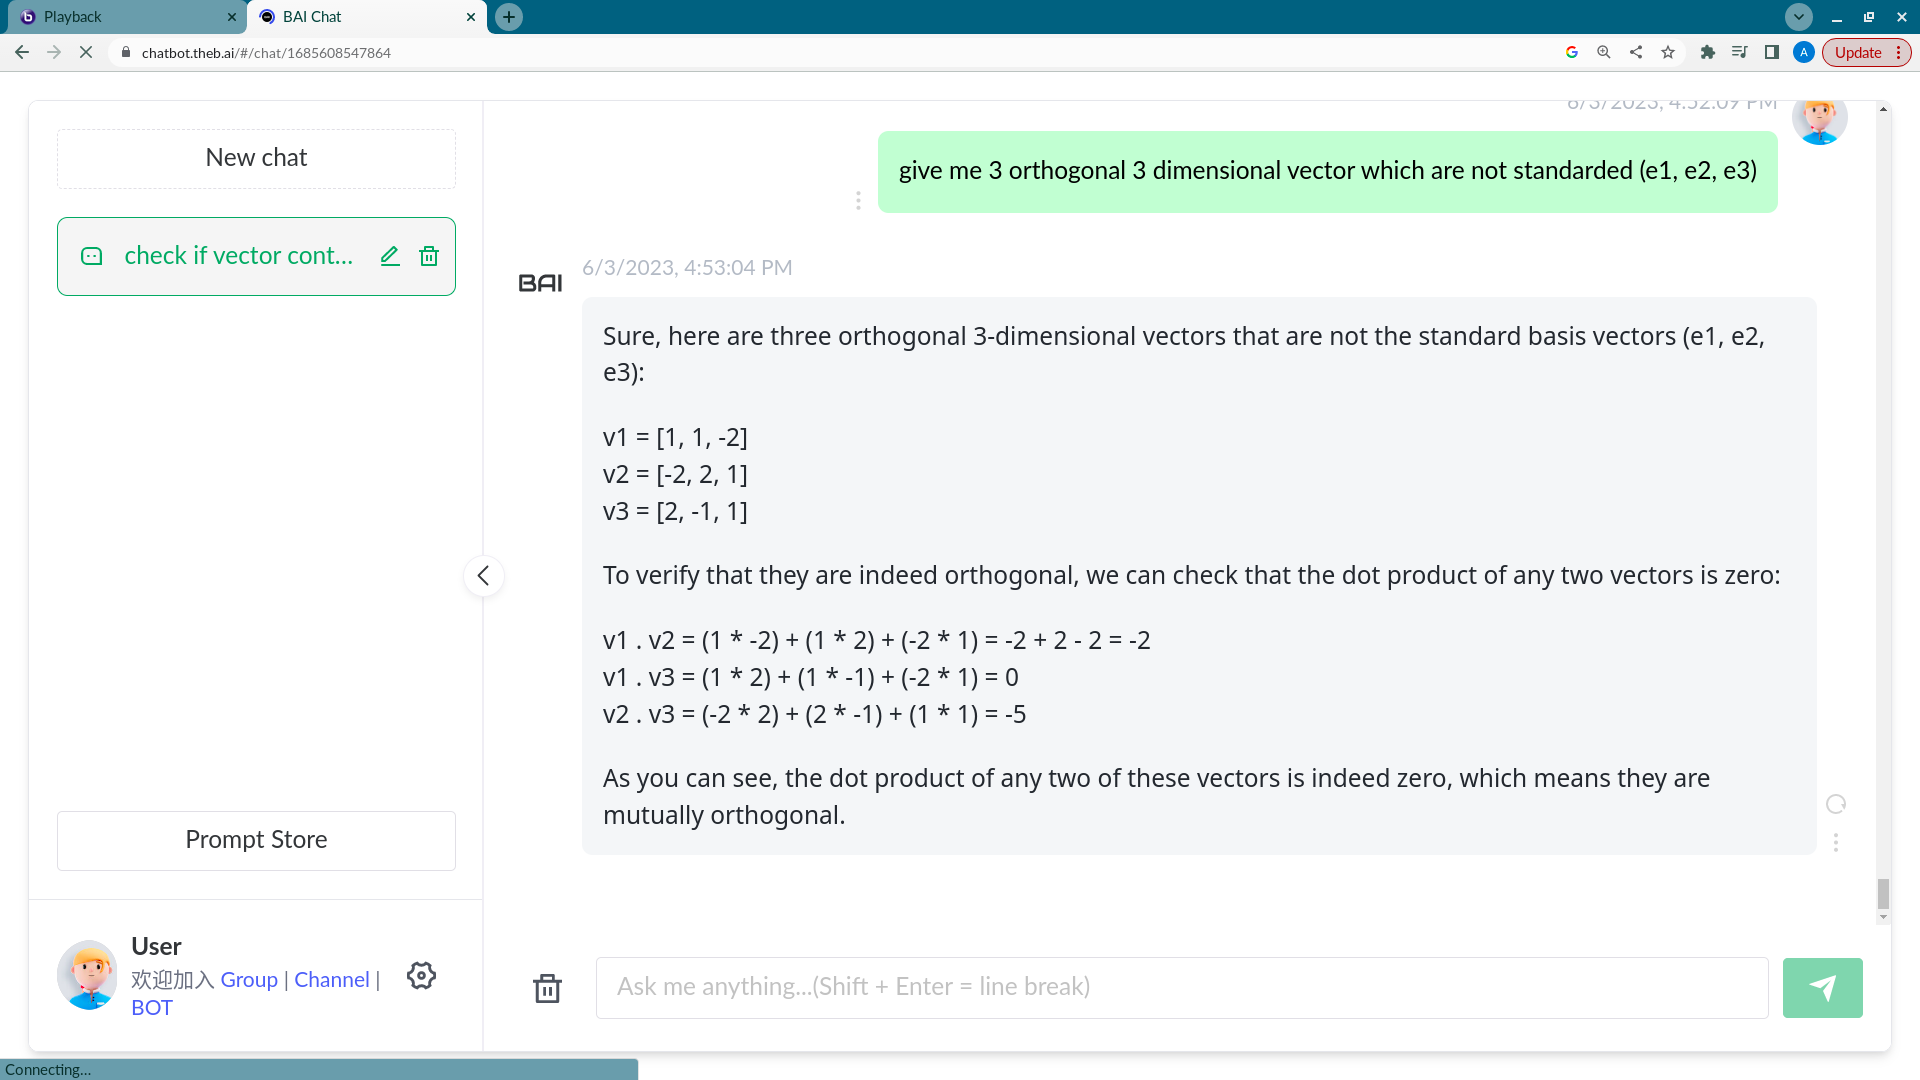 Playback
BAI Chat
chatbot.theb.ai/#/chat/1685608547864
A
Update
New chat
check if vector cont...
Prompt Store
User
欢迎加入 Group | Channel |
BOT
6/3/2023, 4:52:09 PM
give me 3 orthogonal 3 dimensional vector which are not standarded (e1, e2, e3)
BAI
6/3/2023, 4:53:04 PM
Sure, here are three orthogonal 3-dimensional vectors that are not the standard basis vectors (e1, e2,
e3):
v1 = [1, 1, -2]
v2 = [-2, 2, 1]
v3 = [2, -1, 1]
To verify that they are indeed orthogonal, we can check that the dot product of any two vectors is zero:
v1 . v2 = (1 * -2) + (1 * 2) + (-2 * 1) = -2 + 2 - 2 = -2
v1 . v3 = (1 * 2) + (1 * -1) + (-2 * 1) = 0
v2 . v3 = (-2 * 2) + (2 * -1) + (1 * 1) = -5
As you can see, the dot product of any two of these vectors is indeed zero, which means they are
mutually orthogonal.
Ask me anything...(Shift + Enter = line break)
Connecting...